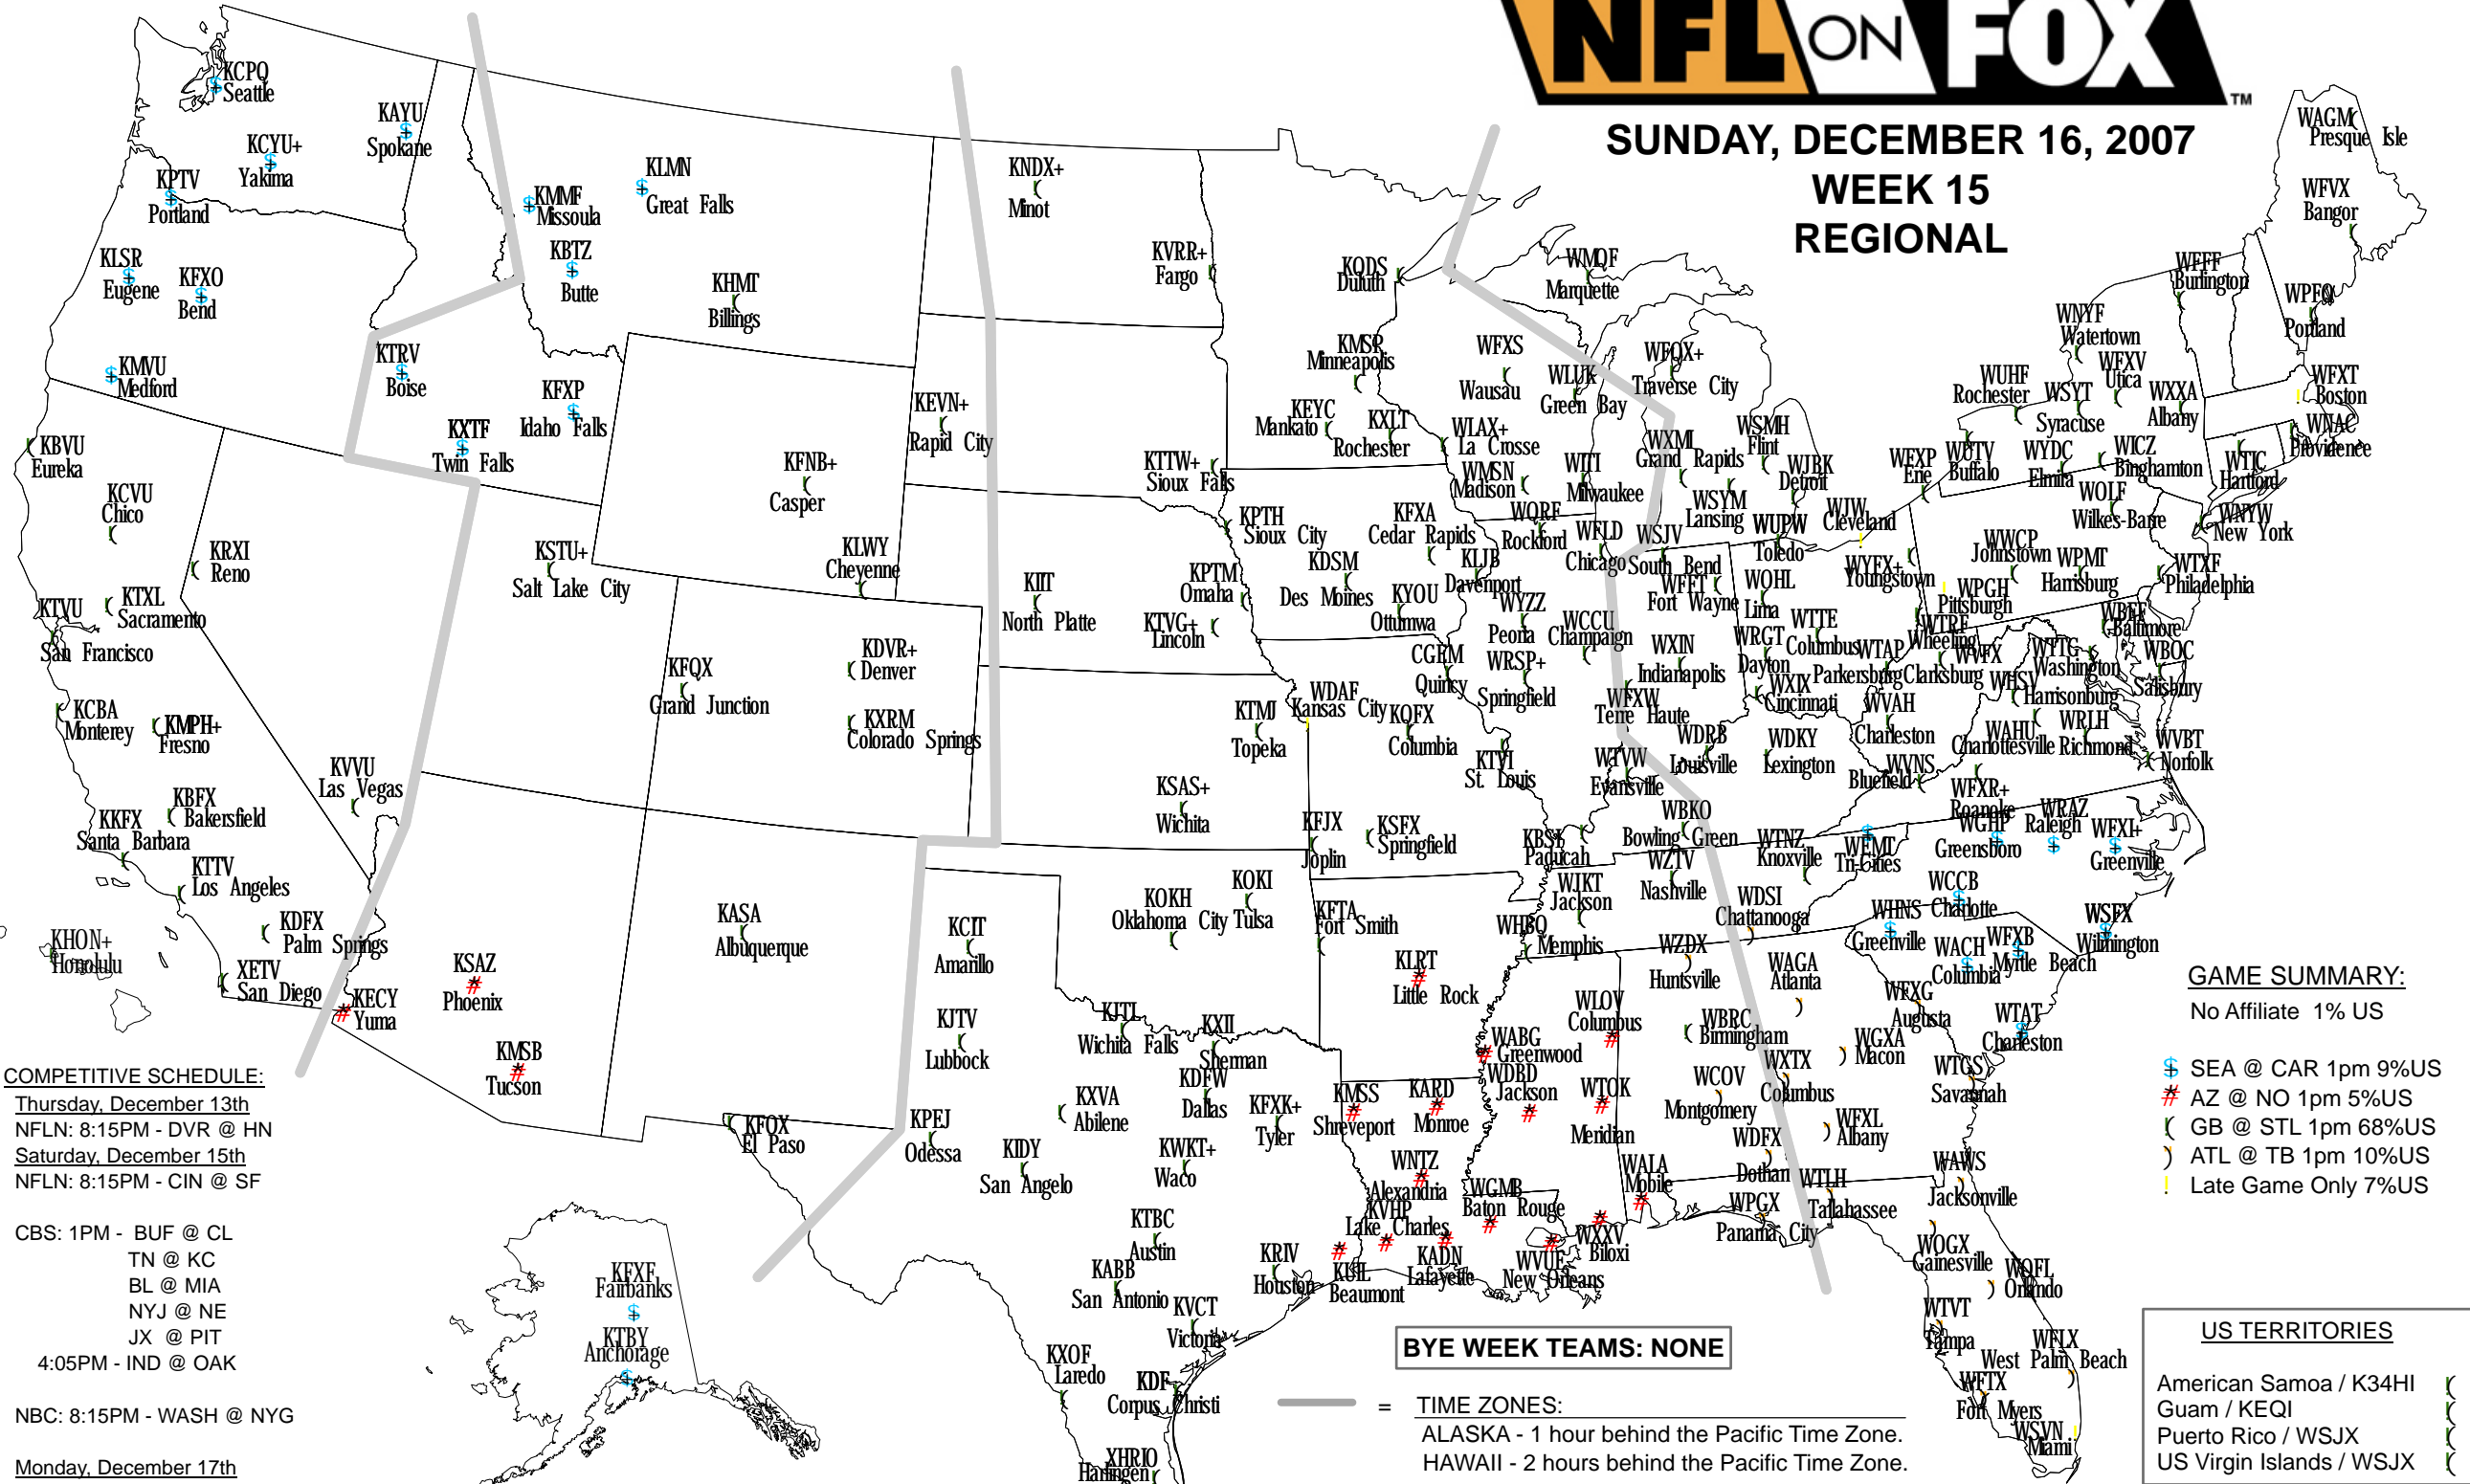 NFL ON FOX
TM
SUNDAY, DECEMBER 16, 2007
WEEK 15
REGIONAL
KCPQ
Seattle
KAYU
Spokane
KCYU+
Yakima
KPTV
Portland
KLSR
Eugene
KFXO
Bend
KMVU
Medford
KMMF
Missoula
KLMN
Great Falls
KBTZ
Butte
KHMT
Billings
KTRV
Boise
KFXP
Idaho Falls
KXTF
Twin Falls
KNDX+
Minot
KVRR+
Fargo
KEVN+
Rapid City
KTTW+
Sioux Falls
KFNB+
Casper
KLWY
Cheyenne
KBVU
Eureka
KCVU
Chico
KRXI
Reno
KTXL
Sacramento
KTVU
San Francisco
KCBA
Monterey
KMPH+
Fresno
KVVU
Las Vegas
KBFX
Bakersfield
KKFX
Santa Barbara
KTTV
Los Angeles
KDFX
Palm Springs
XETV
San Diego
KHON+
Honolulu
KECY
Yuma
KSAZ
Phoenix
KMSB
Tucson
KSTU+
Salt Lake City
KFQX
Grand Junction
KDVR+
Denver
KXRM
Colorado Springs
KASA
Albuquerque
KIIT
North Platte
KPTM
Omaha
KTVG+
Lincoln
KTMJ
Topeka
KSAS+
Wichita
KOKH
Oklahoma City
KOKI
Tulsa
KCIT
Amarillo
KJTV
Lubbock
KJTL
Wichita Falls
KXII
Sherman
KDFW
Dallas
KXVA
Abilene
KFXK+
Tyler
KPEJ
Odessa
KFOX
El Paso
KIDY
San Angelo
KWKT+
Waco
KTBC
Austin
KABB
San Antonio
KRIV
Houston
KVCT
Victoria
KXOF
Laredo
KDF
Corpus Christi
XHRIO
Harlingen
KQDS
Duluth
KMSP
Minneapolis
KEYC
Mankato
KXLT
Rochester
WMQF
Marquette
WFXS
Wausau
WLUK
Green Bay
WLAX+
La Crosse
WMSN
Madison
WITI
Milwaukee
KPTH
Sioux City
KFXA
Cedar Rapids
KDSM
Des Moines
KLJB
Davenport
KYOU
Ottumwa
WQRF
Rockford
WFLD
Chicago
WYZZ
Peoria
WCCU
Champaign
CGEM
Quincy
WRSP+
Springfield
WDAF
Kansas City
KQFX
Columbia
KTVI
St. Louis
KFJX
Joplin
KSFX
Springfield
KBSI
Paducah
KFTA
Fort Smith
KLRT
Little Rock
WFQX+
Traverse City
WSMH
Flint
WXMI
Grand Rapids
WJBK
Detroit
WSYM
Lansing
WSJV
South Bend
WFFT
Fort Wayne
WXIN
Indianapolis
WFXW
Terre Haute
WTVW
Evansville
WUPW
Toledo
WJW
Cleveland
WYFX+
Youngstown
WOHL
Lima
WTTE
Columbus
WRGT
Dayton
WXIX
Cincinnati
WDRB
Louisville
WDKY
Lexington
WBKO
Bowling Green
WTAP
Parkersburg
WTRF
Wheeling
WVFX
Clarksburg
WVAH
Charleston
WVNS
Bluefield
WFXP
Erie
WPGH
Pittsburgh
WWCP
Johnstown
WPMT
Harrisburg
WOLF
Wilkes-Barre
WTXF
Philadelphia
WUTV
Buffalo
WUHF
Rochester
WSYT
Syracuse
WYDC
Elmira
WICZ
Binghamton
WNYF
Watertown
WFXV
Utica
WXXA
Albany
WNYW
New York
WTIC
Hartford
WNAC
Providence
WFXT
Boston
WFFF
Burlington
WPFO
Portland
WFVX
Bangor
WAGM
Presque Isle
WBFF
Baltimore
WTTG
Washington
WBOC
Salisbury
WHSV
Harrisonburg
WAHU
Charlottesville
WRLH
Richmond
WVBT
Norfolk
WFXR+
Roanoke
WTNZ
Knoxville
WEMT
Tri-Cities
WZTV
Nashville
WDSI
Chattanooga
WJKT
Jackson
WHBQ
Memphis
WGHP
Greensboro
WRAZ
Raleigh
WFXI+
Greenville
WCCB
Charlotte
WSFX
Wilmington
WHNS
Greenville
WACH
Columbia
WFXB
Myrtle Beach
WTAT
Charleston
WZDX
Huntsville
WBRC
Birmingham
WCOV
Montgomery
WDFX
Dothan
WALA
Mobile
WAGA
Atlanta
WFXG
Augusta
WGXA
Macon
WXTX
Columbus
WFXL
Albany
WTGS
Savannah
WLOV
Columbus
WABG
Greenwood
WDBD
Jackson
WTOK
Meridian
WXXV
Biloxi
KMSS
Shreveport
KARD
Monroe
WNTZ
Alexandria
KVHP
Lake Charles
KADN
Lafayette
WGMB
Baton Rouge
WVUE
New Orleans
KUIL
Beaumont
WTLH
Tallahassee
WPGX
Panama City
WAWS
Jacksonville
WOGX
Gainesville
WOFL
Orlando
WTVT
Tampa
WFLX
West Palm Beach
WFTX
Fort Myers
WSVN
Miami
KFXF
Fairbanks
KTBY
Anchorage
COMPETITIVE SCHEDULE:
Thursday, December 13th
NFLN: 8:15PM - DVR @ HN
Saturday, December 15th
NFLN: 8:15PM - CIN @ SF
CBS: 1PM - BUF @ CL
TN @ KC
BL @ MIA
NYJ @ NE
JX @ PIT
4:05PM - IND @ OAK
NBC: 8:15PM - WASH @ NYG
Monday, December 17th
GAME SUMMARY:
No Affiliate 1% US
$ SEA @ CAR 1pm 9%US
# AZ @ NO 1pm 5%US
( GB @ STL 1pm 68%US
) ATL @ TB 1pm 10%US
! Late Game Only 7%US
BYE WEEK TEAMS: NONE
= TIME ZONES:
ALASKA - 1 hour behind the Pacific Time Zone.
HAWAII - 2 hours behind the Pacific Time Zone.
US TERRITORIES
American Samoa / K34HI (
Guam / KEQI (
Puerto Rico / WSJX (
US Virgin Islands / WSJX (